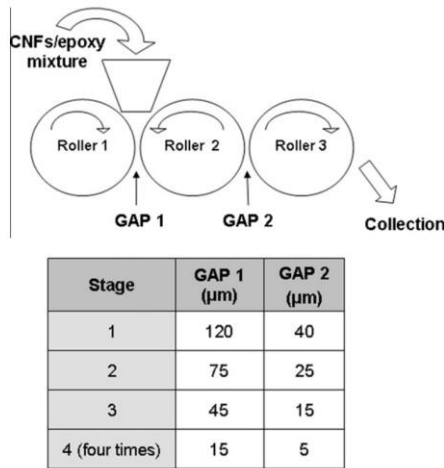 CNFs/epoxy
mixture
Roller 1
Roller 2
Roller 3
GAP 1
GAP 2
Collection
Stage GAP 1 (μm) GAP 2 (μm)
1 120 40
2 75 25
3 45 15
4 (four times) 15 5